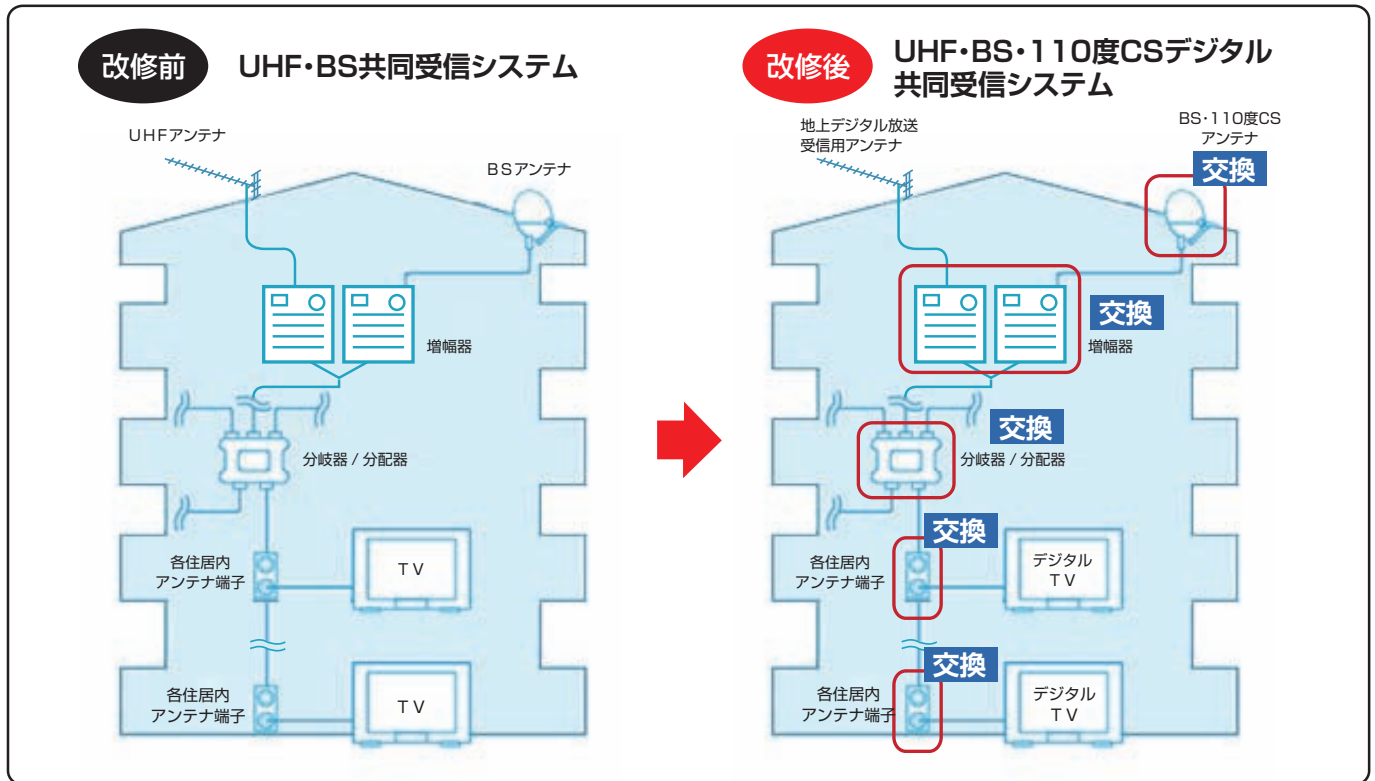 改修前
UHF・BS共同受信システム
UHFアンテナ
BSアンテナ
増幅器
分岐器 / 分配器
各住居内
アンテナ端子
TV
各住居内
アンテナ端子
TV
改修後
UHF・BS・110度CSデジタル
共同受信システム
地上デジタル放送
受信用アンテナ
BS・110度CS
アンテナ
交換
交換
増幅器
交換
分岐器 / 分配器
交換
各住居内
アンテナ端子
デジタル
TV
交換
各住居内
アンテナ端子
デジタル
TV